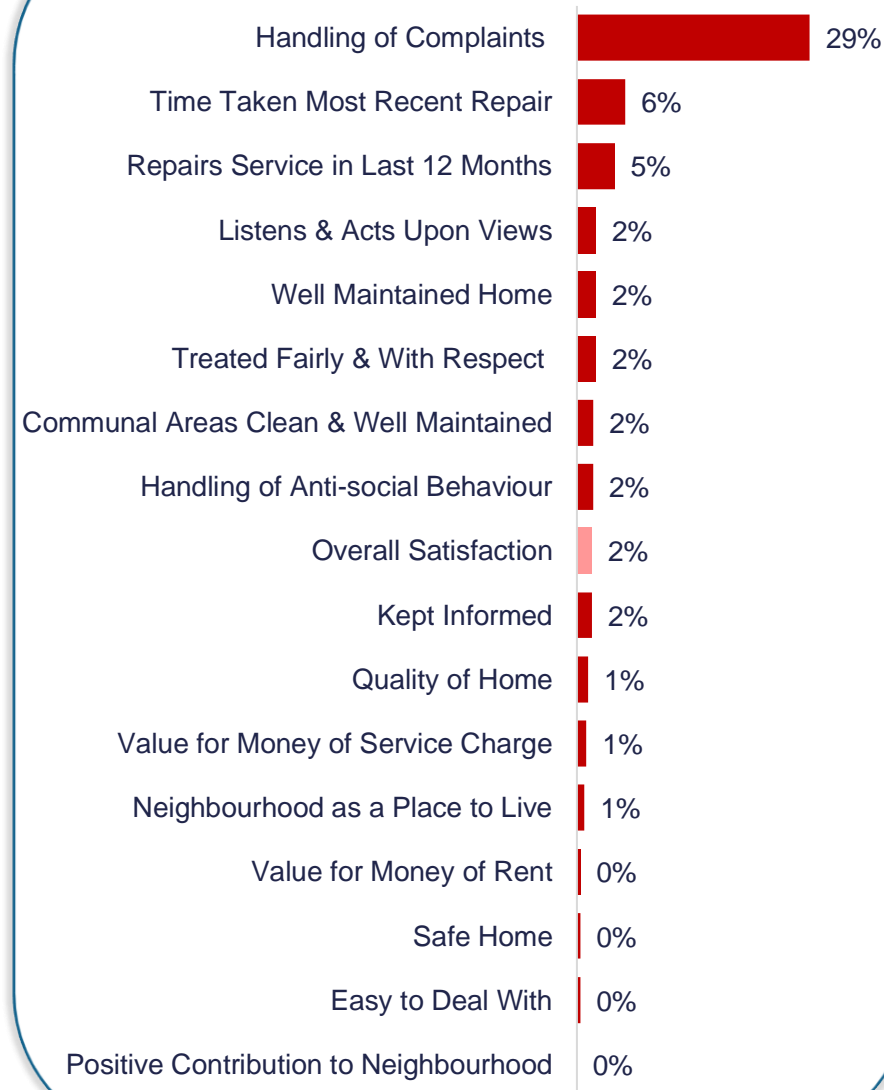 Handling of Complaints 29%
Time Taken Most Recent Repair 6%
Repairs Service in Last 12 Months 5%
Listens & Acts Upon Views 2%
Well Maintained Home 2%
Treated Fairly & With Respect 2%
Communal Areas Clean & Well Maintained 2%
Handling of Anti-social Behaviour 2%
Overall Satisfaction 2%
Kept Informed 2%
Quality of Home 1%
Value for Money of Service Charge 1%
Neighbourhood as a Place to Live 1%
Value for Money of Rent 0%
Safe Home 0%
Easy to Deal With 0%
Positive Contribution to Neighbourhood 0%